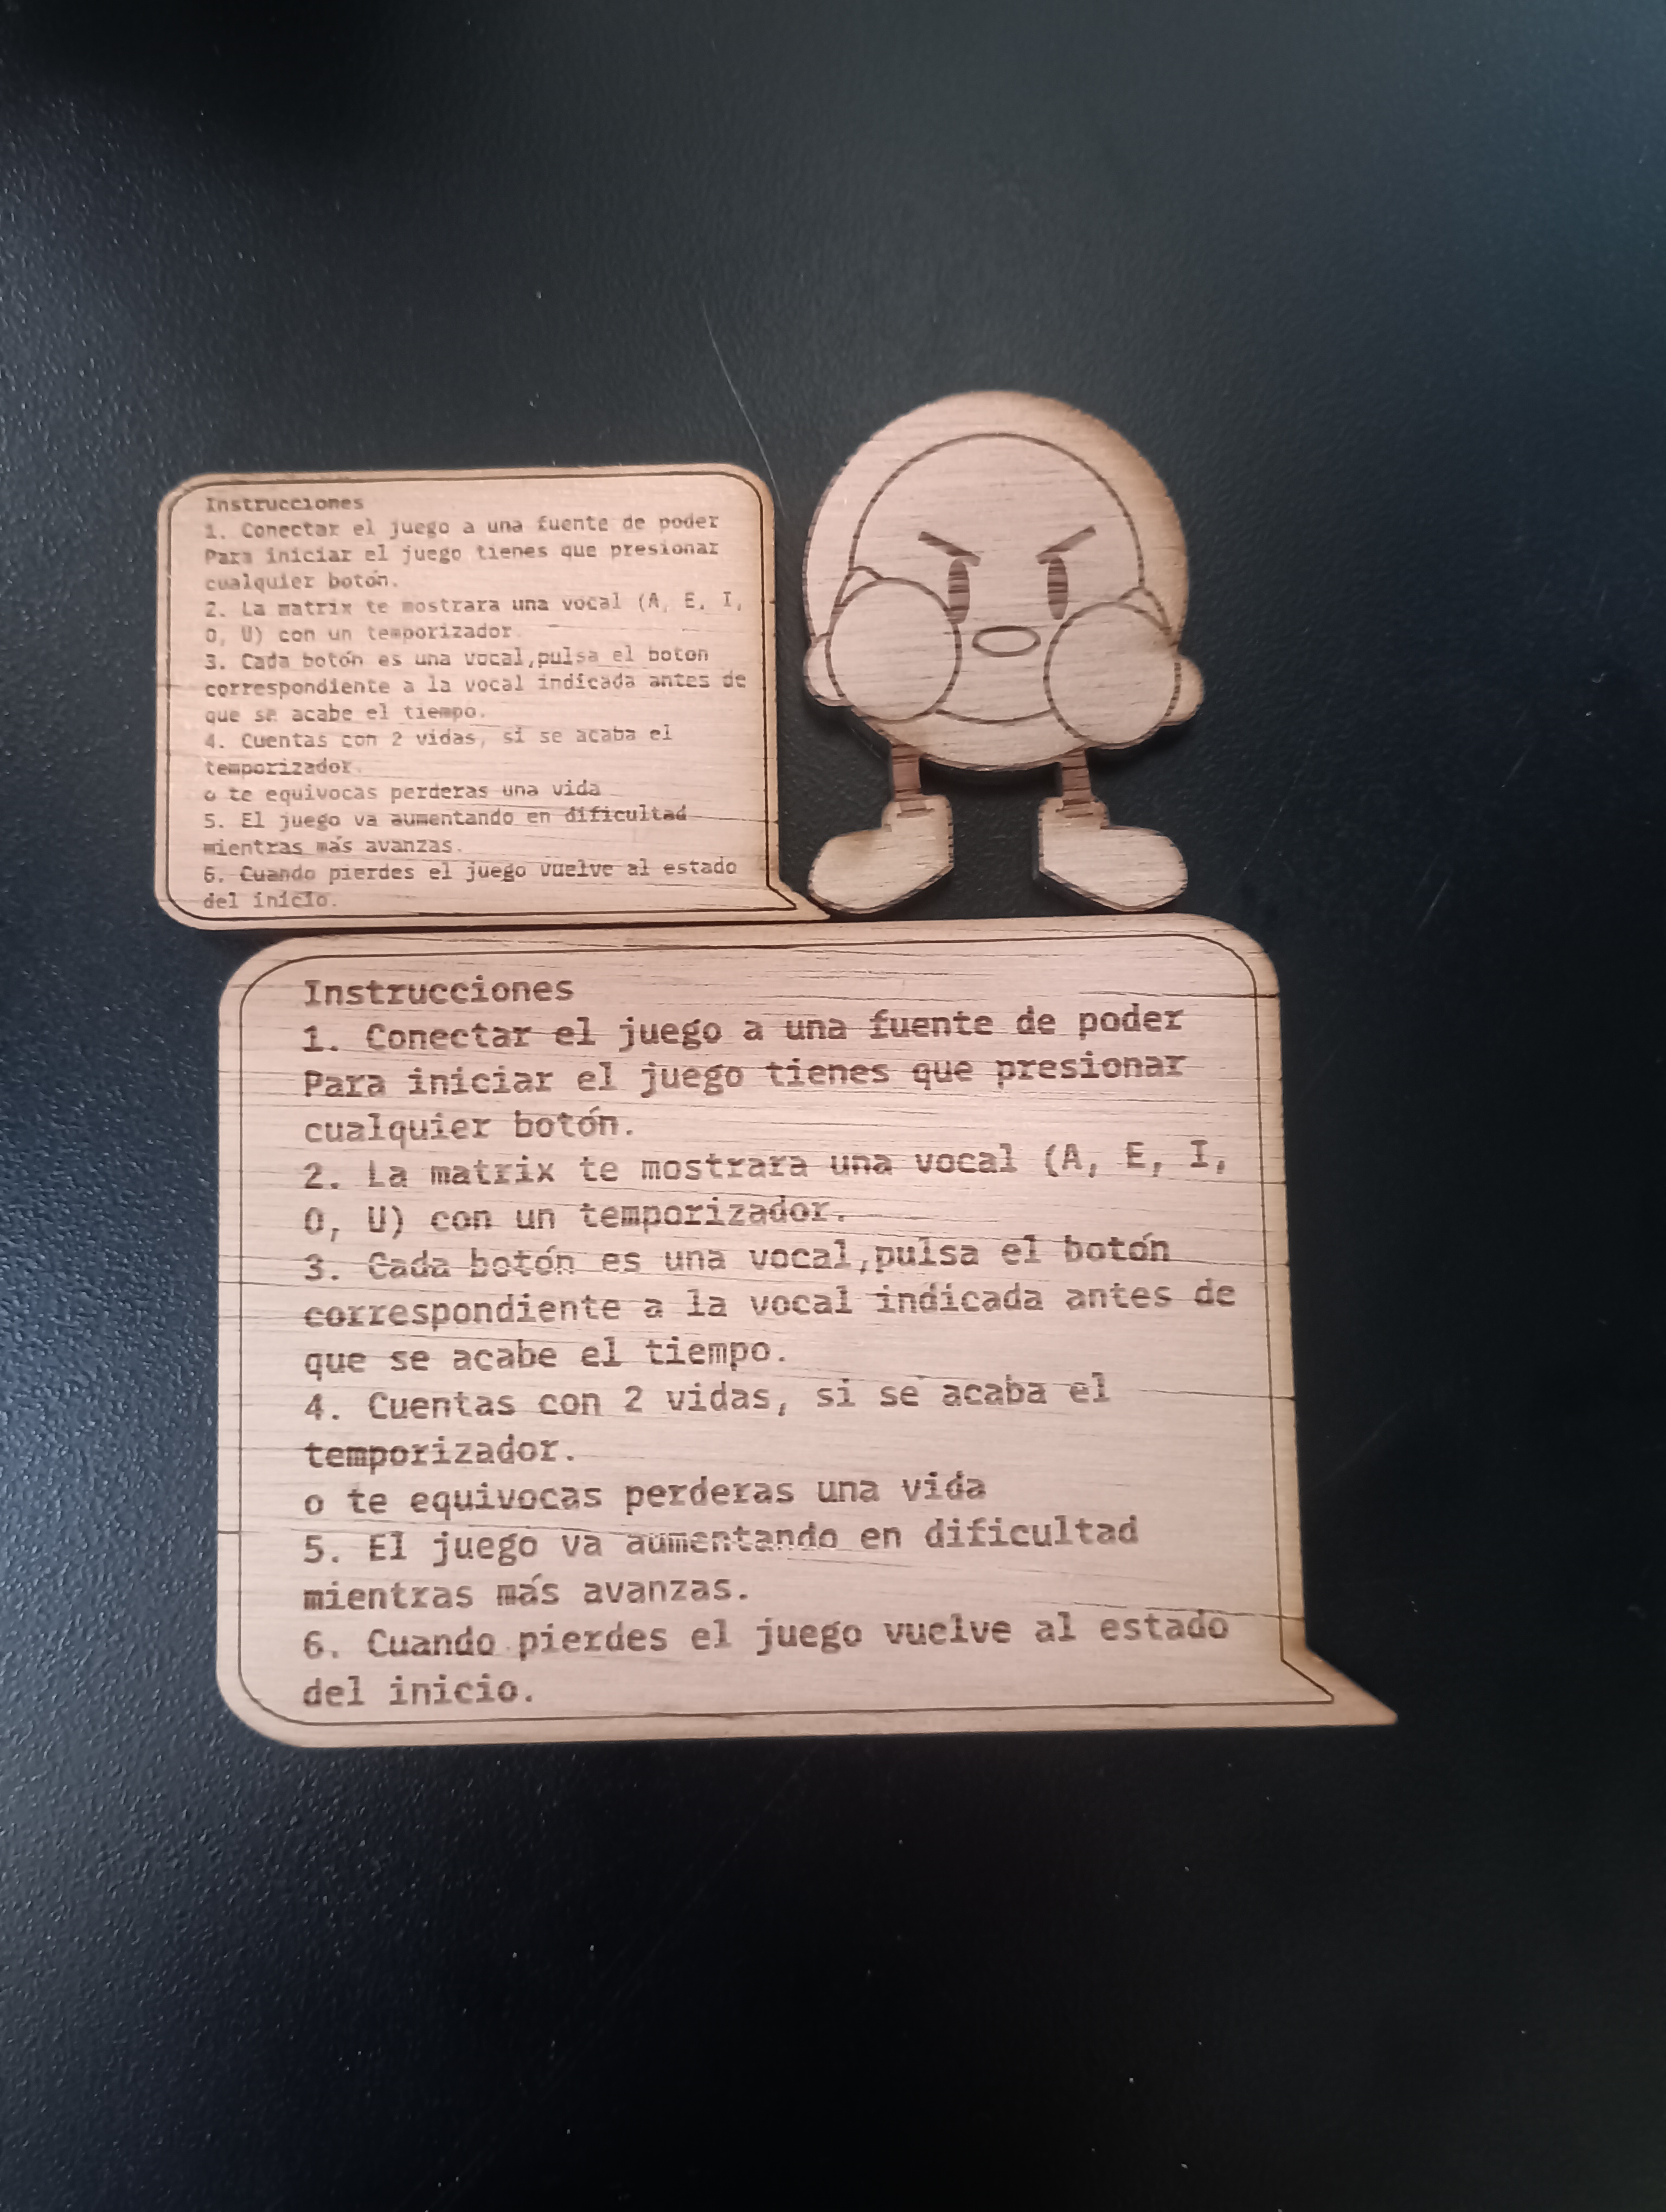 Instrucciones
1. Conectar el juego a una fuente de poder
Para iniciar el juego tienes que presionar
cualquier botón.
2. La matrix te mostrara una vocal (A, E, I,
O, U) con un temporizador.
3. Cada botón es una vocal,pulsa el boton
correspondiente a la vocal indicada antes de
que se acabe el tiempo.
4. Cuentas con 2 vidas, si se acaba el
temporizador.
o te equivocas perderas una vida
5. El juego va aumentando en dificultad
mientras más avanzas.
6. Cuando pierdes el juego vuelve al estado
del inicio.
Instrucciones
1. Conectar el juego a una fuente de poder
Para iniciar el juego tienes que presionar
cualquier botón.
2. La matrix te mostrara una vocal (A, E, I,
O, U) con un temporizador.
3. Cada botón es una vocal,pulsa el botón
correspondiente a la vocal indicada antes de
que se acabe el tiempo.
4. Cuentas con 2 vidas, si se acaba el
temporizador.
o te equivocas perderas una vida
5. El juego va aumentando en dificultad
mientras más avanzas.
6. Cuando pierdes el juego vuelve al estado
del inicio.